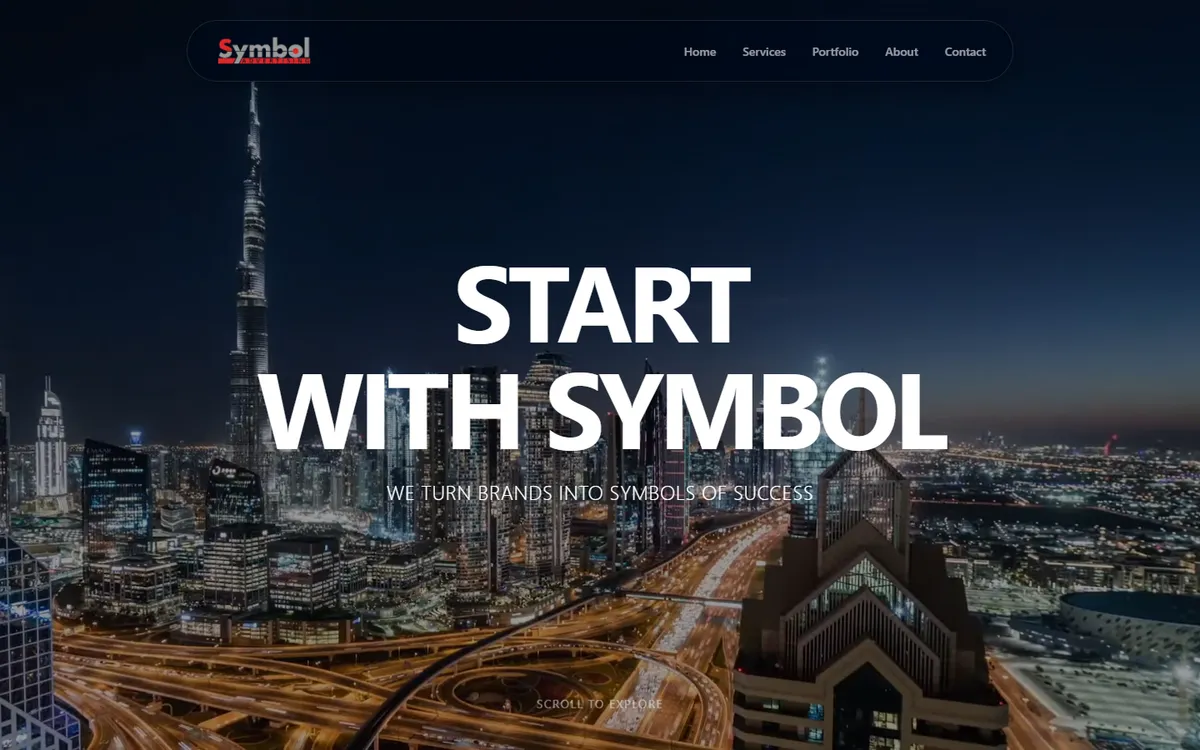 Symbol
ADVERTISING
Home
Services
Portfolio
About
Contact
START
WITH SYMBOL
WE TURN BRANDS INTO SYMBOLS OF SUCCESS
SCROLL TO EXPLORE